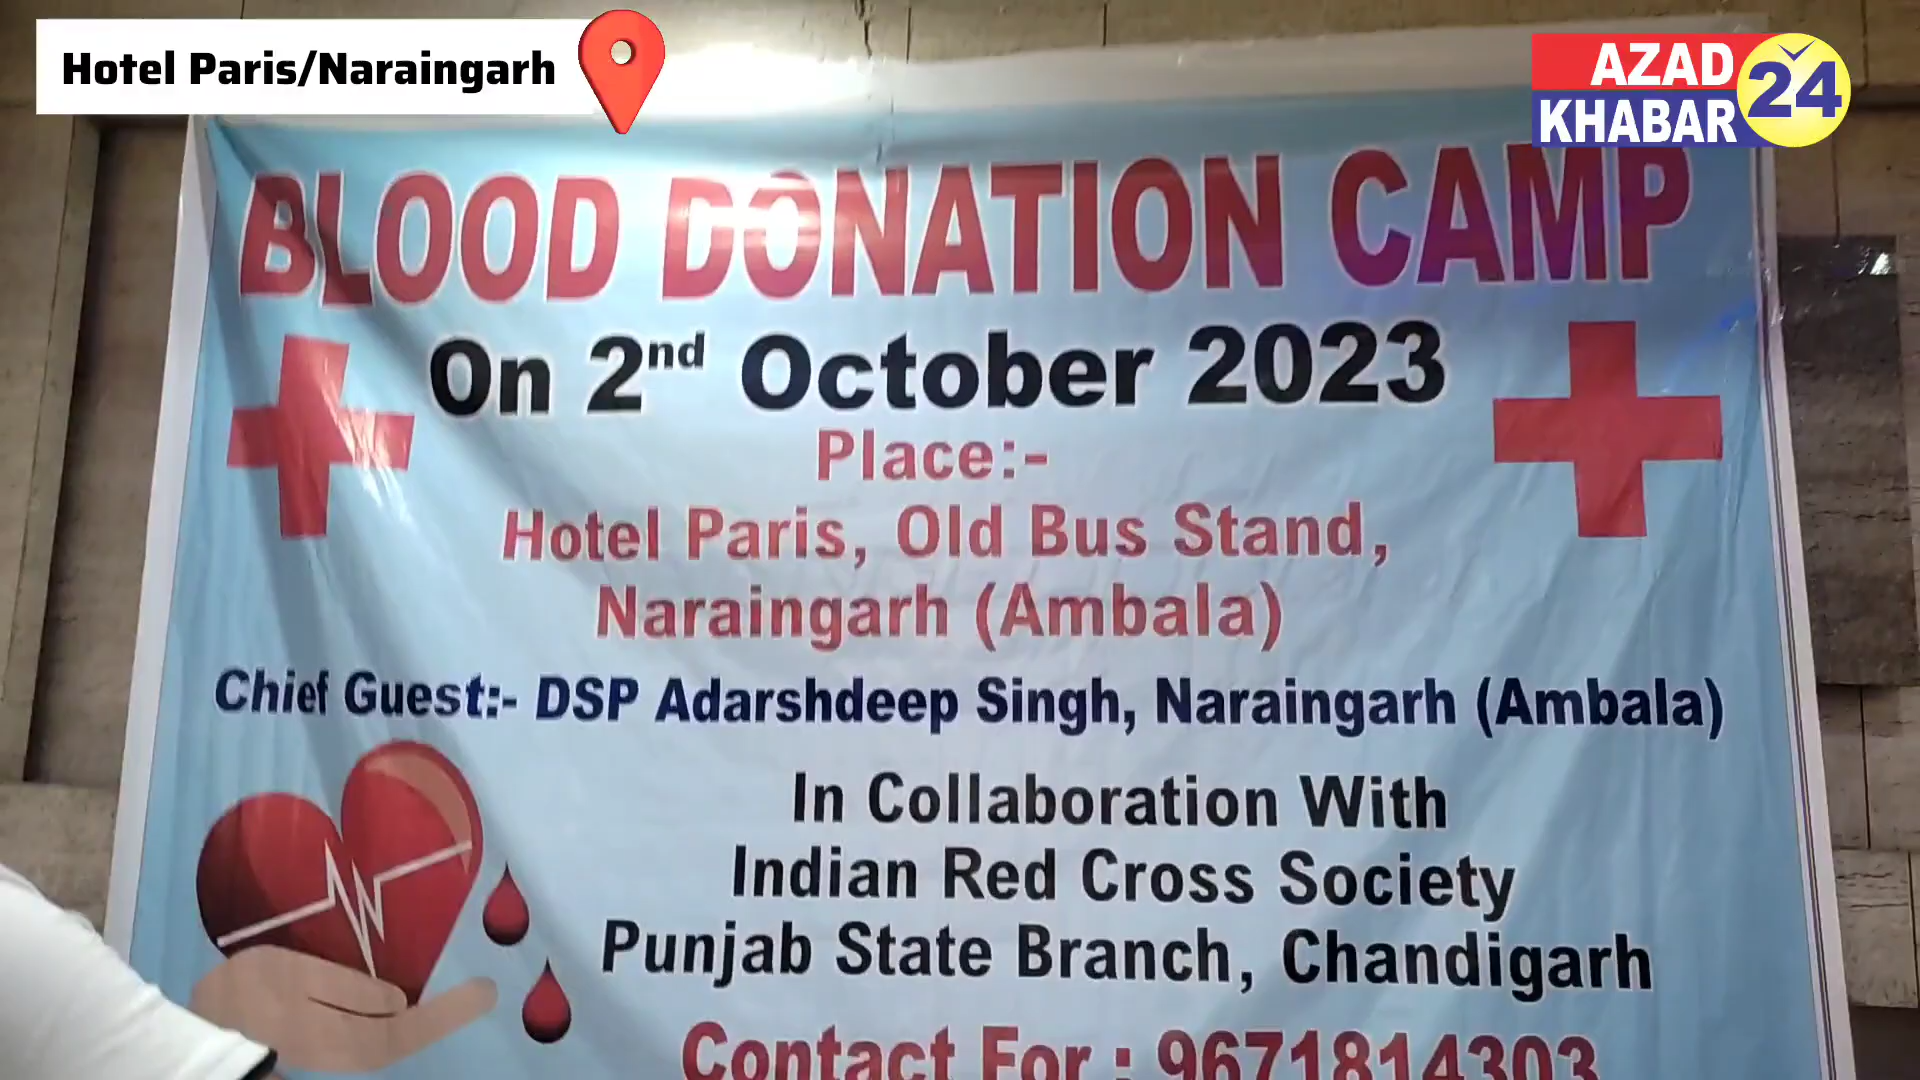 Hotel Paris/Naraingarh
AZAD
KHABAR 24
BLOOD DONATION CAMP
On 2nd October 2023
Place:-
Hotel Paris, Old Bus Stand,
Naraingarh (Ambala)
Chief Guest:- DSP Adarshdeep Singh, Naraingarh (Ambala)
In Collaboration With
Indian Red Cross Society
Punjab State Branch, Chandigarh
Contact For : 9671814303